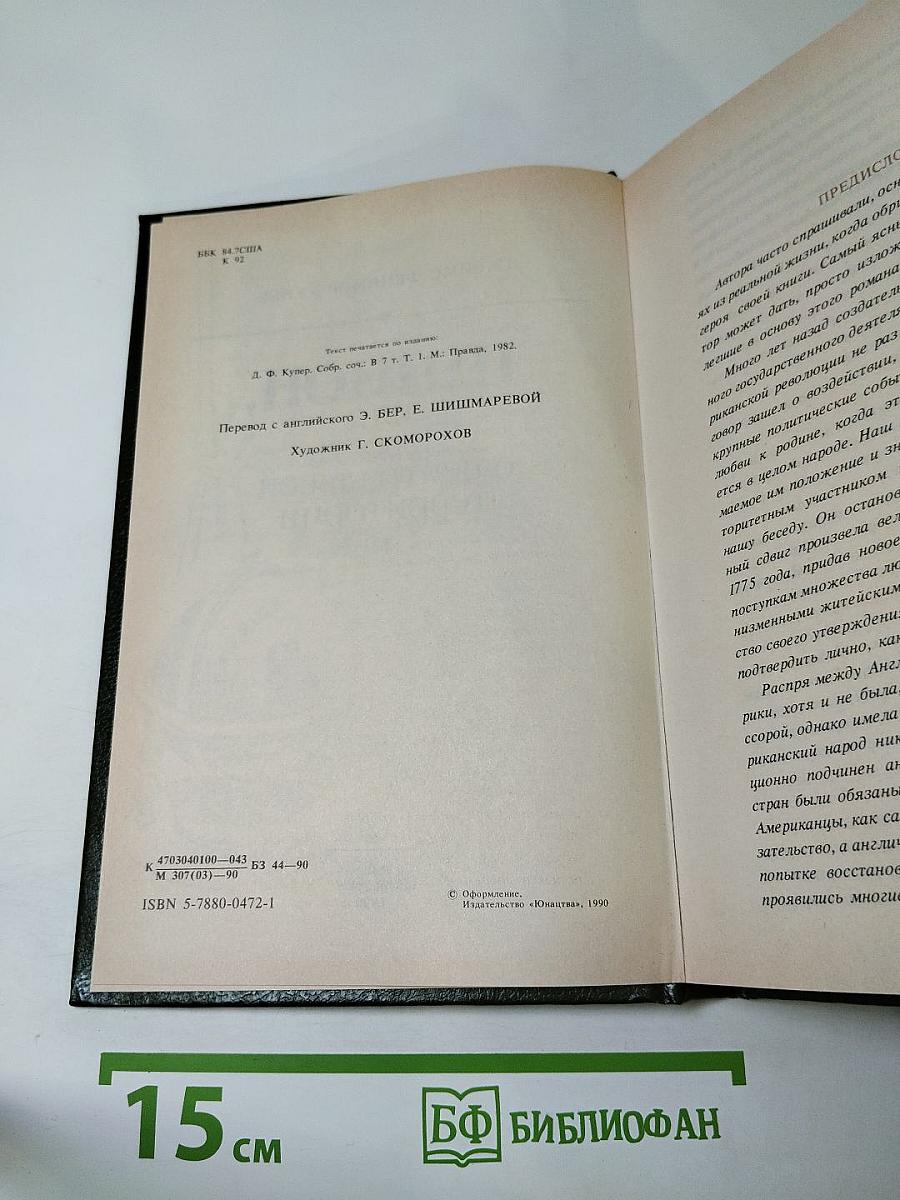 ББК 84.7США
К 92
Текст печатается по изданию:
Д. Ф. Купер. Собр. соч.: В 7 т. Т. 1. М.: Правда, 1982.
Перевод с английского Э. БЕР, Е. ШИШМАРЕВОЙ
Художник Г. СКОМОРОХОВ
К 4703040100—043 БЗ 44—90
М 307(03)—90
ISBN 5-7880-0472-1
© Оформление.
Издательство «Юнацтва», 1990
ПРЕДИСЛО
Автора часто спрашивали, осн
ях из реальной жизни, когда обри
героя своей книги. Самый ясны
тор может дать, просто излож
легшие в основу этого романа
Много лет назад создатель
ного государственного деятеля
риканской революции не раз
говор зашел о воздействии,
крупные политические собы
любви к родине, когда эт
ется в целом народе. Наш
маемое им положение и зн
торитетным участником
нашу беседу. Он останов
ный сдвиг произвела вел
1775 года, придав новое
поступкам множества лю
низменными житейским
ство своего утверждени
подтвердить лично, как
Распря между Англ
рики, хотя и не была,
ссорой, однако имела
риканский народ ник
ционно подчинен ан
стран были обязаны
Американцы, как са
зательство, а англич
попытке восстанов
проявились многие
15 см
БФ БИБЛИОФАН